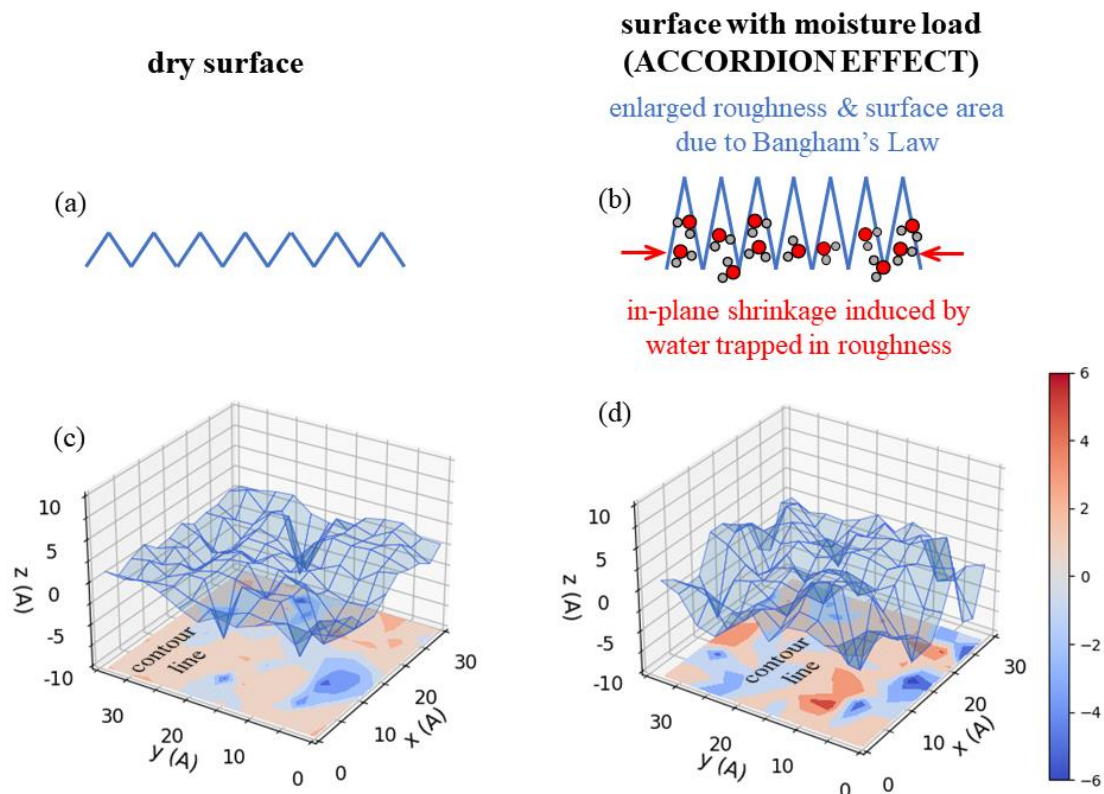 dry surface
surface with moisture load
(ACCORDION EFFECT)
enlarged roughness & surface area
due to Bangham's Law
(a)
(b)
in-plane shrinkage induced by
water trapped in roughness
(c)
10
5
0
-5
-10
z (A)
contour
line
30
20
10
0
y (A)
0
10
20
30
x (A)
(d)
10
5
0
-5
-10
z (A)
contour
line
30
20
10
0
y (A)
0
10
20
30
x (A)
6
4
2
0
−2
−4
−6